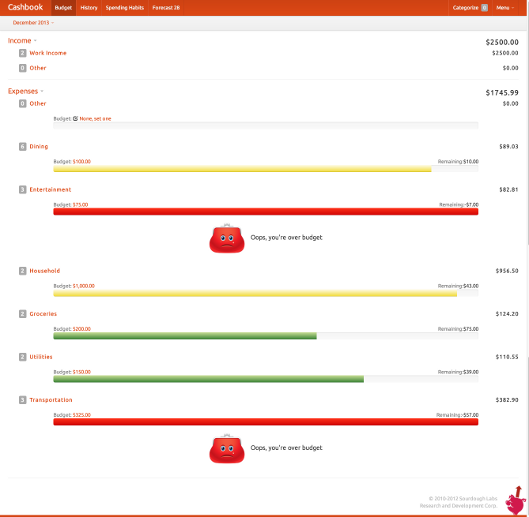 Cashbook Budget History Spending Habits Forecast 28 Categorize 0 Menu
December 2013
Income $2500.00
2 Work Income $2500.00
0 Other $0.00
Expenses $1745.99
0 Other $0.00
Budget: None, set one
6 Dining $89.03
Budget: $100.00 Remaining: $10.00
3 Entertainment $82.81
Budget: $75.00 Remaining: -$7.00
Oops, you're over budget
2 Household $956.50
Budget: $1,000.00 Remaining: $43.00
2 Groceries $124.20
Budget: $200.00 Remaining: $75.00
2 Utilities $110.55
Budget: $150.00 Remaining: $39.00
5 Transportation $382.90
Budget: $325.00 Remaining: -$57.00
Oops, you're over budget
© 2010-2012 Sourdough Labs
Research and Development Corp.